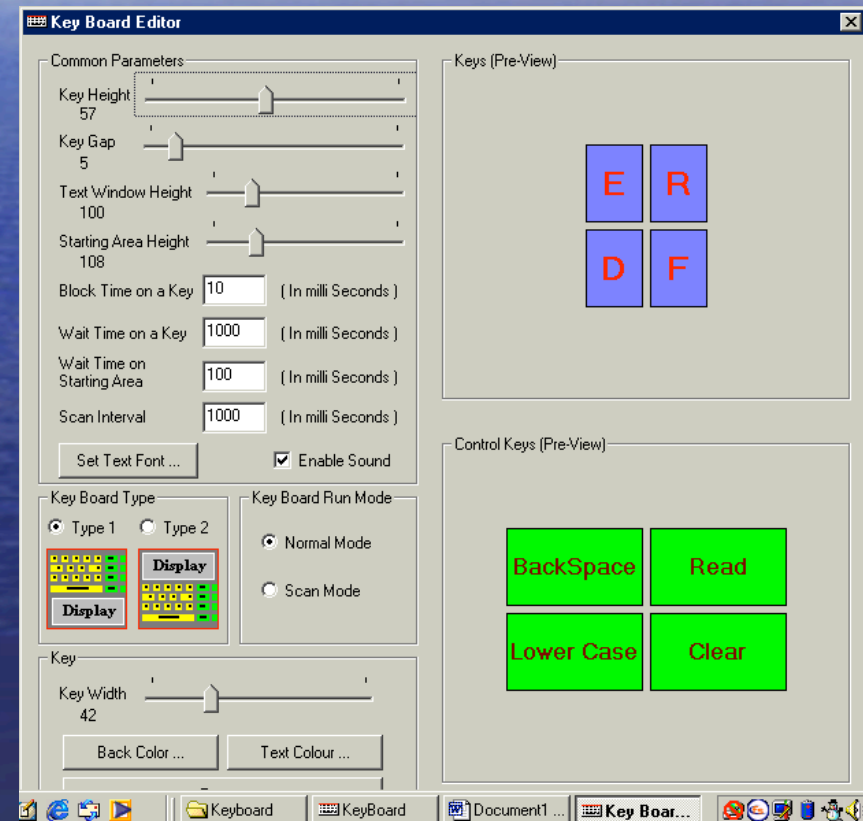 Key Board Editor
Common Parameters
Key Height
57
Key Gap
5
Text Window Height
100
Starting Area Height
108
Block Time on a Key 10 ( In milli Seconds )
Wait Time on a Key 1000 ( In milli Seconds )
Wait Time on
Starting Area 100 ( In milli Seconds )
Scan Interval 1000 ( In milli Seconds )
Set Text Font ... Enable Sound
Key Board Type
Type 1 Type 2
Display
Display
Key Board Run Mode
Normal Mode
Scan Mode
Key
Key Width
42
Back Color ... Text Colour ...
Keys (Pre-View)
E R
D F
Control Keys (Pre-View)
BackSpace Read
Lower Case Clear
Keyboard KeyBoard Document1 ... Key Boar...